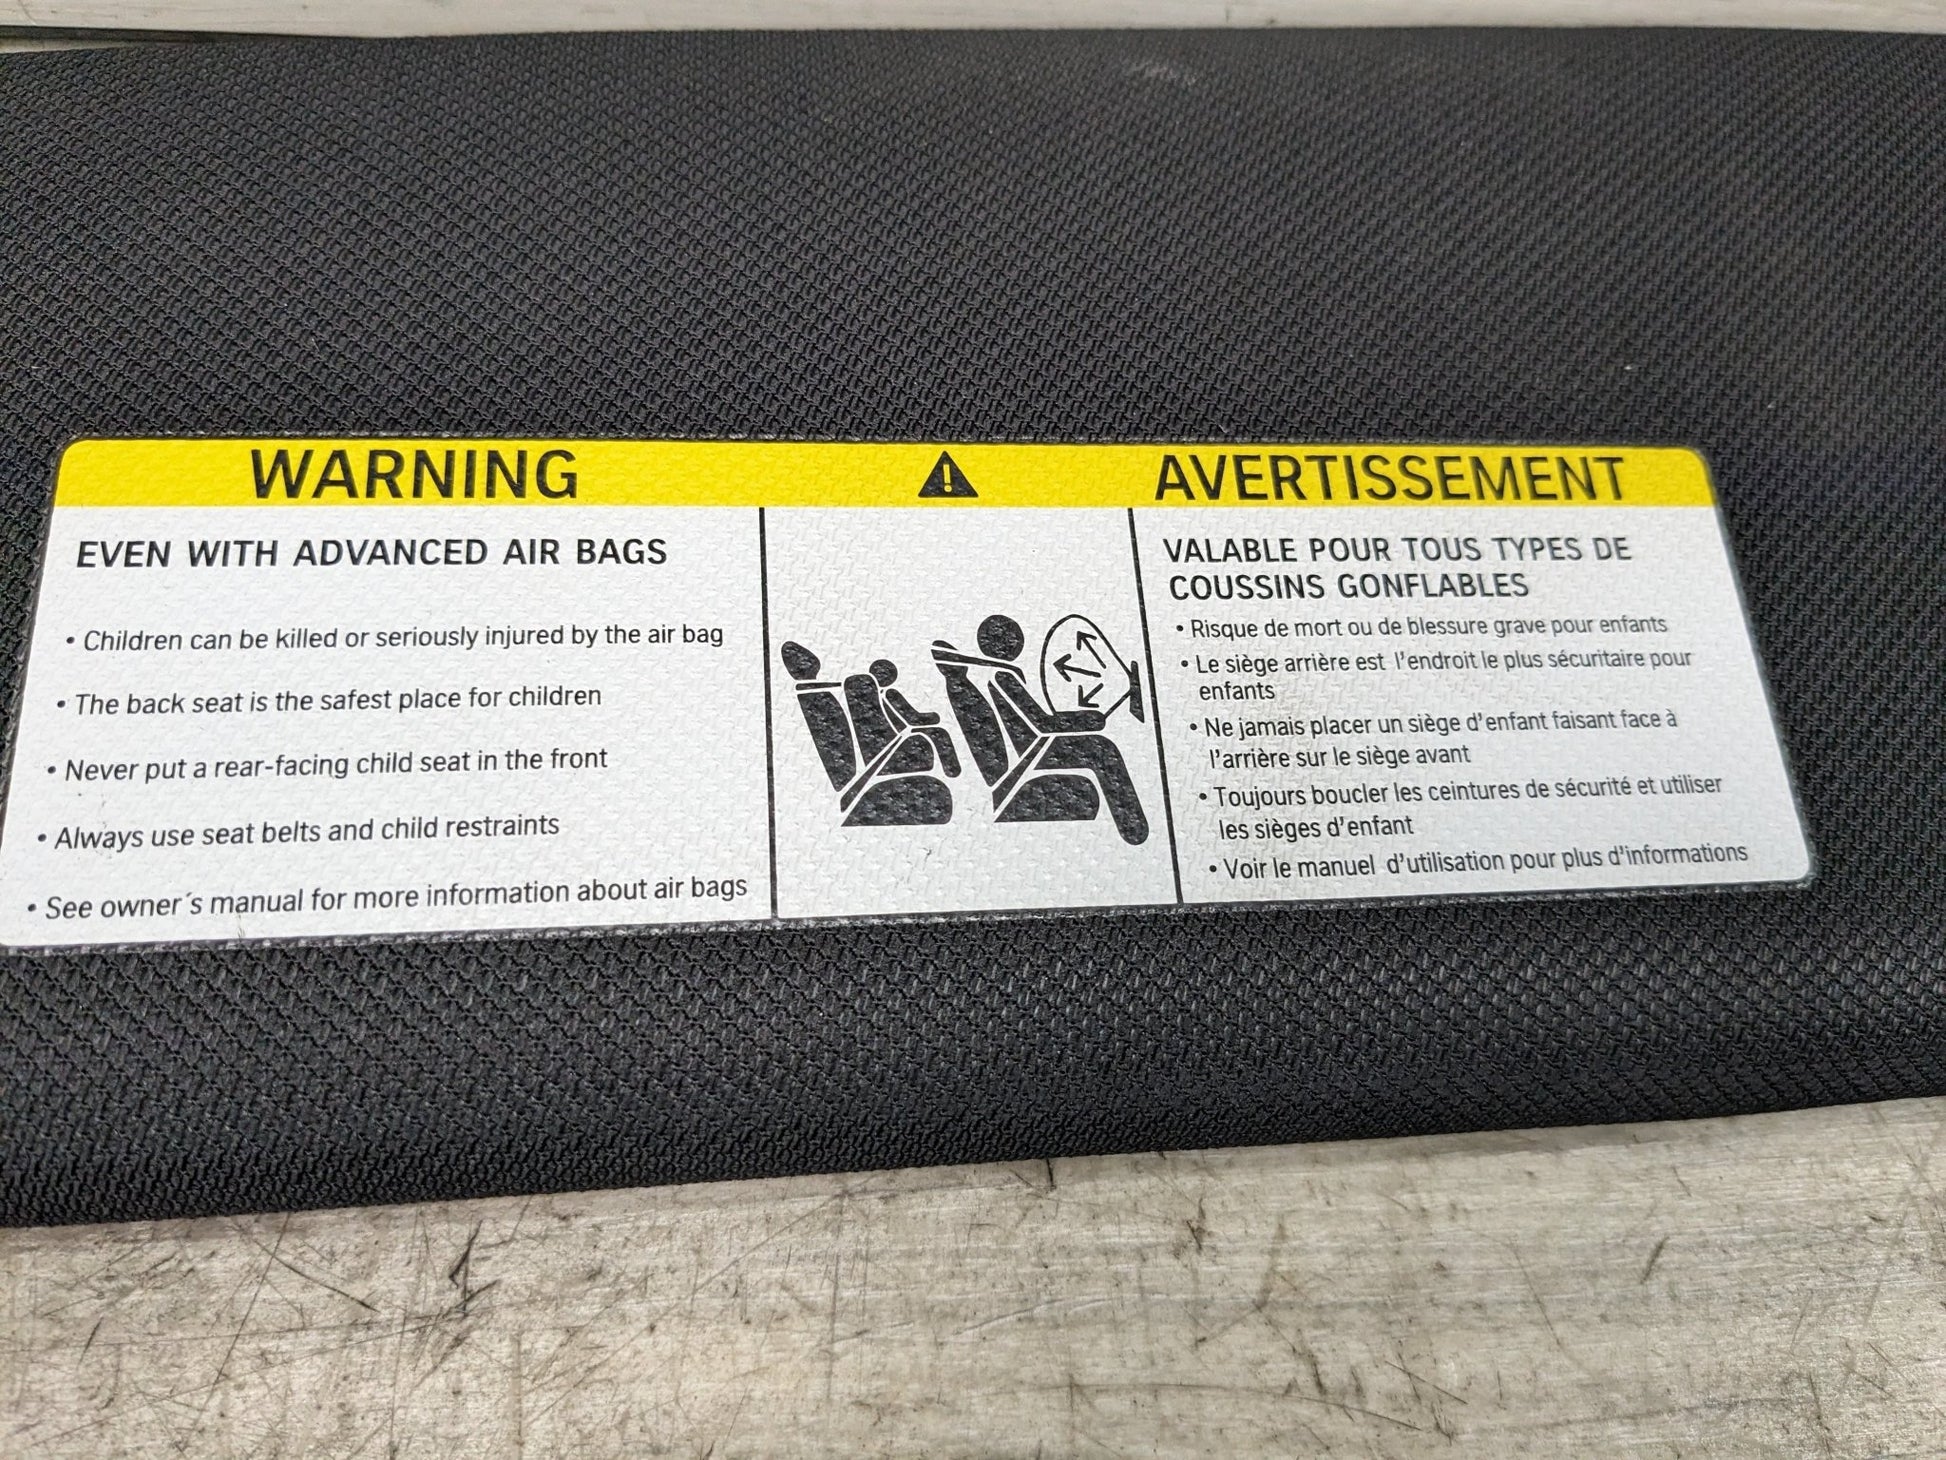 WARNING
EVEN WITH ADVANCED AIR BAGS
• Children can be killed or seriously injured by the air bag
• The back seat is the safest place for children
• Never put a rear-facing child seat in the front
• Always use seat belts and child restraints
• See owner´s manual for more information about air bags
AVERTISSEMENT
VALABLE POUR TOUS TYPES DE
COUSSINS GONFLABLES
• Risque de mort ou de blessure grave pour enfants
• Le siège arrière est l'endroit le plus sécuritaire pour
enfants
• Ne jamais placer un siège d'enfant faisant face à
l'arrière sur le siège avant
• Toujours boucler les ceintures de sécurité et utiliser
les sièges d'enfant
• Voir le manuel d'utilisation pour plus d'informations